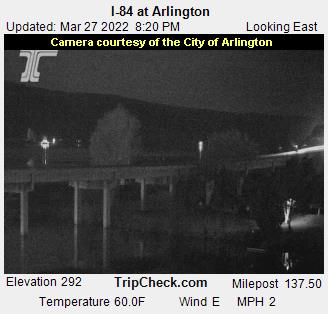 I-84 at Arlington
Updated: Mar 27 2022 8:20 PM Looking East
Camera courtesy of the City of Arlington
Elevation 292 TripCheck.com Milepost 137.50
Temperature 60.0F Wind E MPH 2